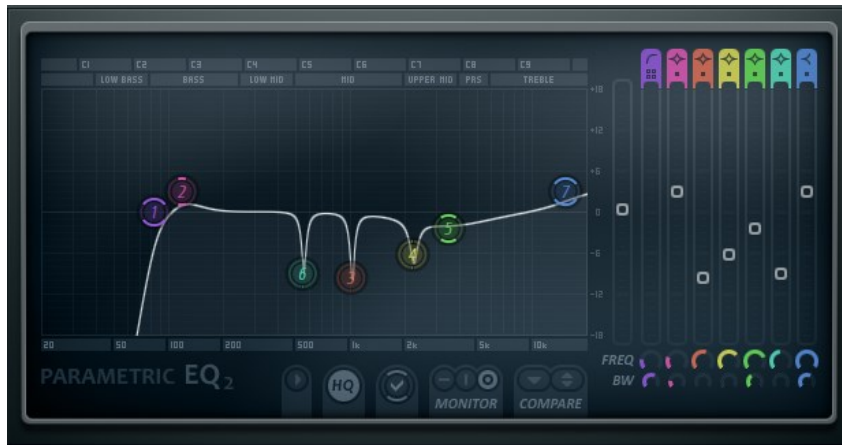 C1 C2 C3 C4 C5 C6 C7 C8 C9
LOW BASS BASS LOW MID MID UPPER MID PRS TREBLE
+18
+12
+6
0
-6
-12
-18
1 2 3 4 5 6 7
20 50 100 200 500 1k 2k 5k 10k
FREQ
BW
PARAMETRIC EQ2
HQ
MONITOR COMPARE